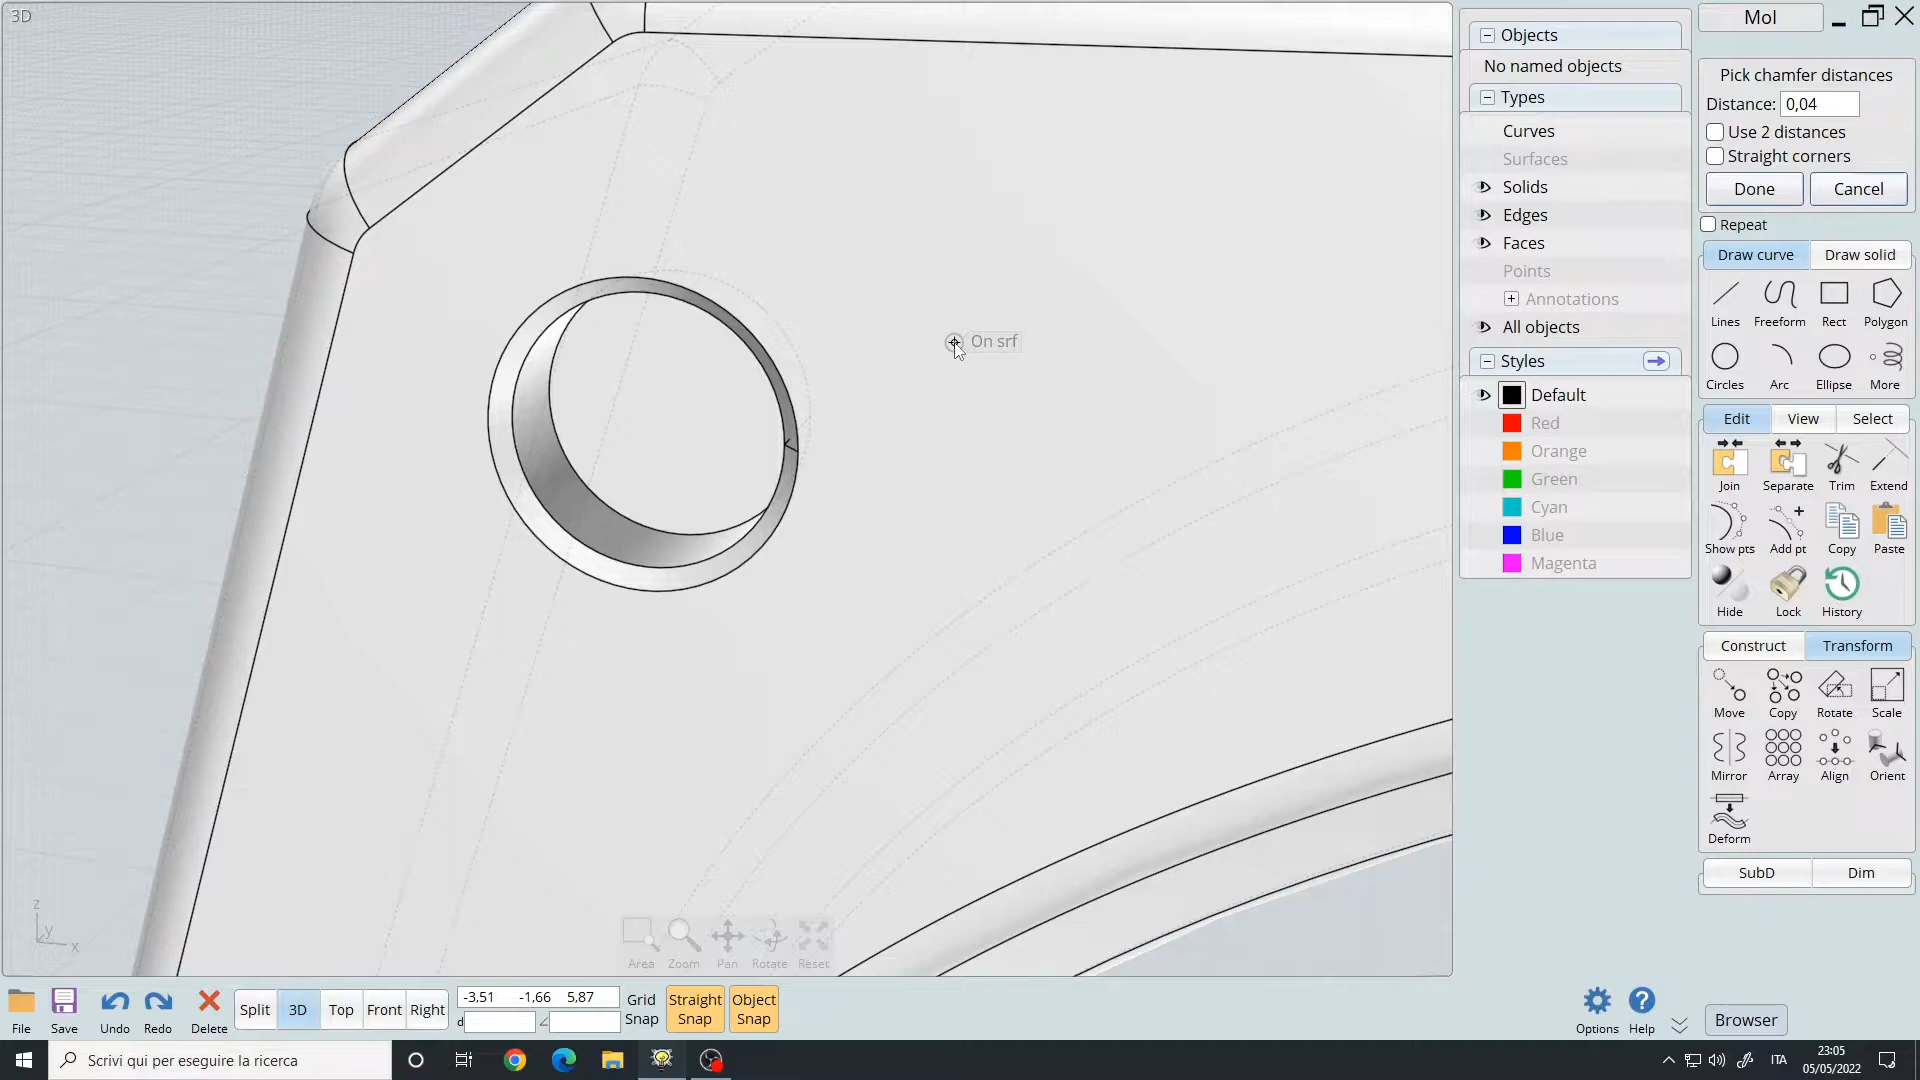 3D
MoI
Pick chamfer distances
Distance: 0,04
Use 2 distances
Straight corners
Done Cancel
Repeat
Draw curve Draw solid
Lines Freeform Rect Polygon
Circles Arc Ellipse More
Edit View Select
Join Separate Trim Extend
Show pts Add pt Copy Paste
Hide Lock History
Construct Transform
Move Copy Rotate Scale
Mirror Array Align Orient
Deform
SubD Dim
Objects
No named objects
Types
Curves
Surfaces
Solids
Edges
Faces
Points
Annotations
All objects
Styles
Default
Red
Orange
Green
Cyan
Blue
Magenta
On srf
z
y
x
Area Zoom Pan Rotate Reset
File Save Undo Redo Delete
Split 3D Top Front Right
-3,51 -1,66 5,87
d
Grid Snap
Straight Snap
Object Snap
Options Help
Browser
Scrivi qui per eseguire la ricerca
ITA
23:05
05/05/2022